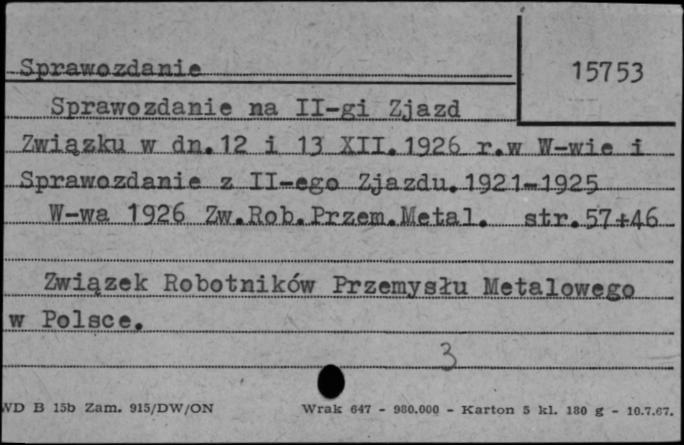 Sprawozdanie
15753
Sprawozdanie na II-gi Zjazd
Związku w dn.12 i 13 XII.1926 r.w W-wie i
Sprawozdanie z II-ego Zjazdu.1921-1925
W-wa 1926 Zw.Rob.Przem.Metal. str.57+46
Związek Robotników Przemysłu Metalowego
w Polsce.
3
WD B 15b Zam. 915/DW/ON Wrak 647 - 980.000 - Karton 5 kl. 180 g - 10.7.67.